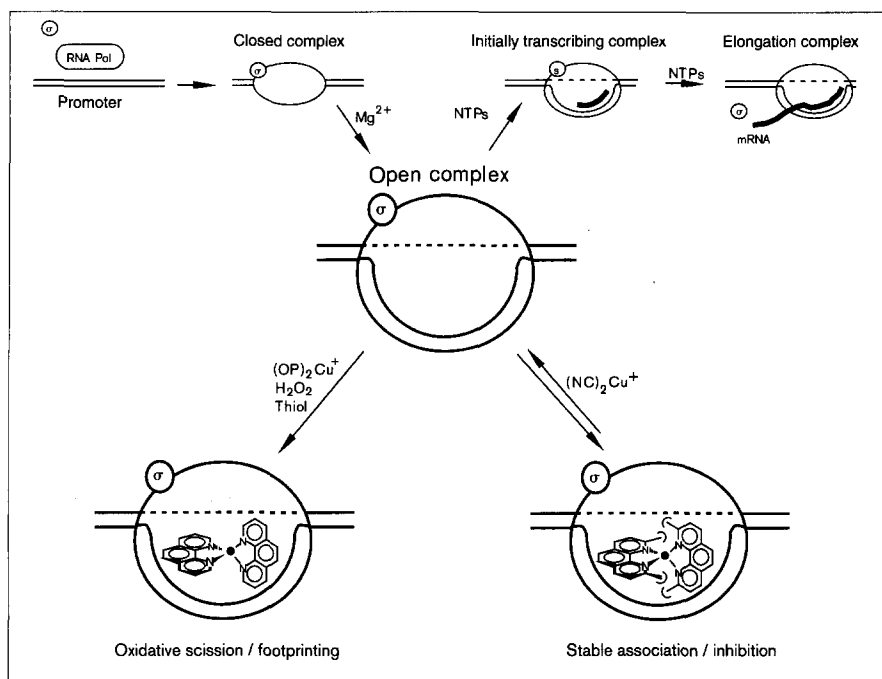 σ
RNA Pol
Promoter
Closed complex
σ
Mg²⁺
Initially transcribing complex
s
NTPs
NTPs
Elongation complex
σ
mRNA
Open complex
σ
(OP)₂Cu⁺
H₂O₂
Thiol
(NC)₂Cu⁺
σ
N
N
N
N
Oxidative scission / footprinting
σ
N
N
N
N
Stable association / inhibition